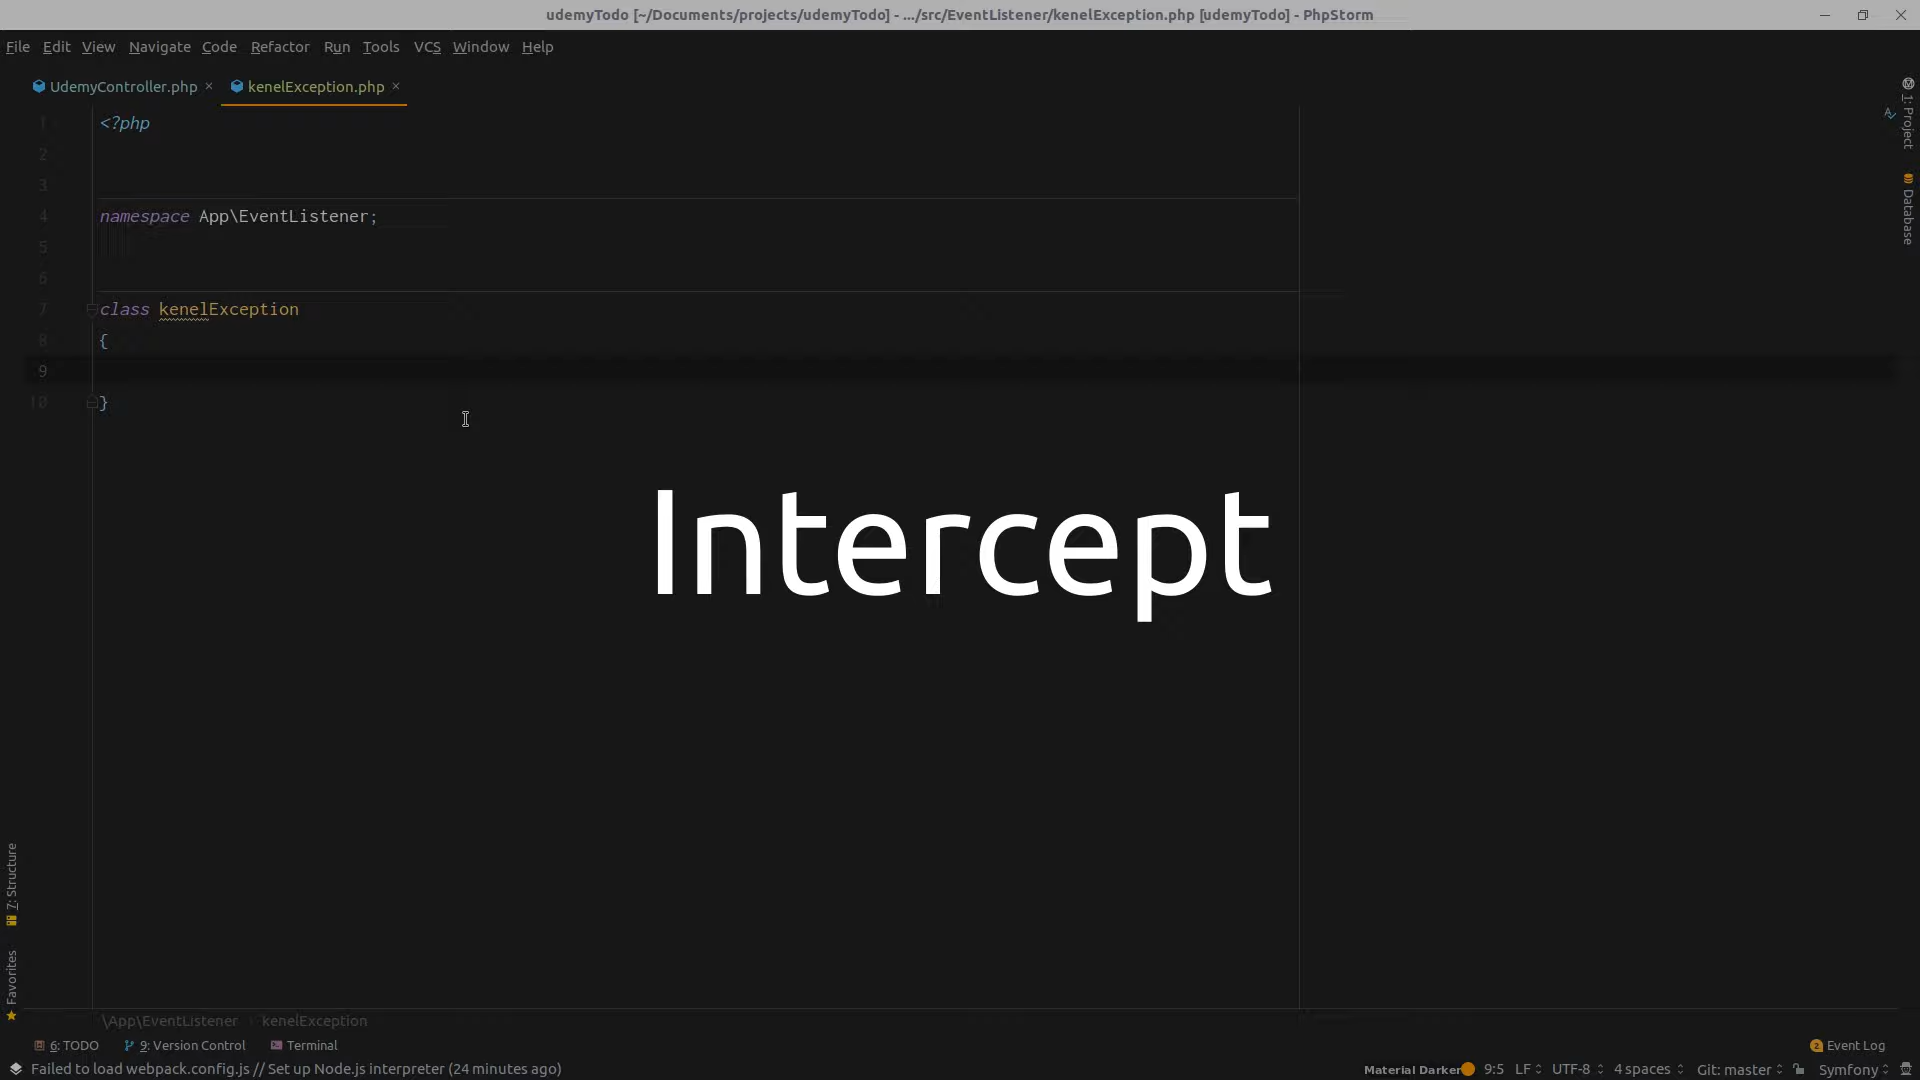 udemyTodo [~/Documents/projects/udemyTodo] - .../src/EventListener/kenelException.php [udemyTodo] - PhpStorm
File Edit View Navigate Code Refactor Run Tools VCS Window Help
UdemyController.php × kenelException.php ×
1 <?php
2
3
4 namespace App\EventListener;
5
6
7 class kenelException
8 {
9
10 }
Intercept
1: Project
Database
7: Structure
Favorites
\App\EventListener kenelException
6: TODO 9: Version Control Terminal
2 Event Log
Failed to load webpack.config.js // Set up Node.js interpreter (24 minutes ago)
Material Darker 9:5 LF UTF-8 4 spaces Git: master Symfony